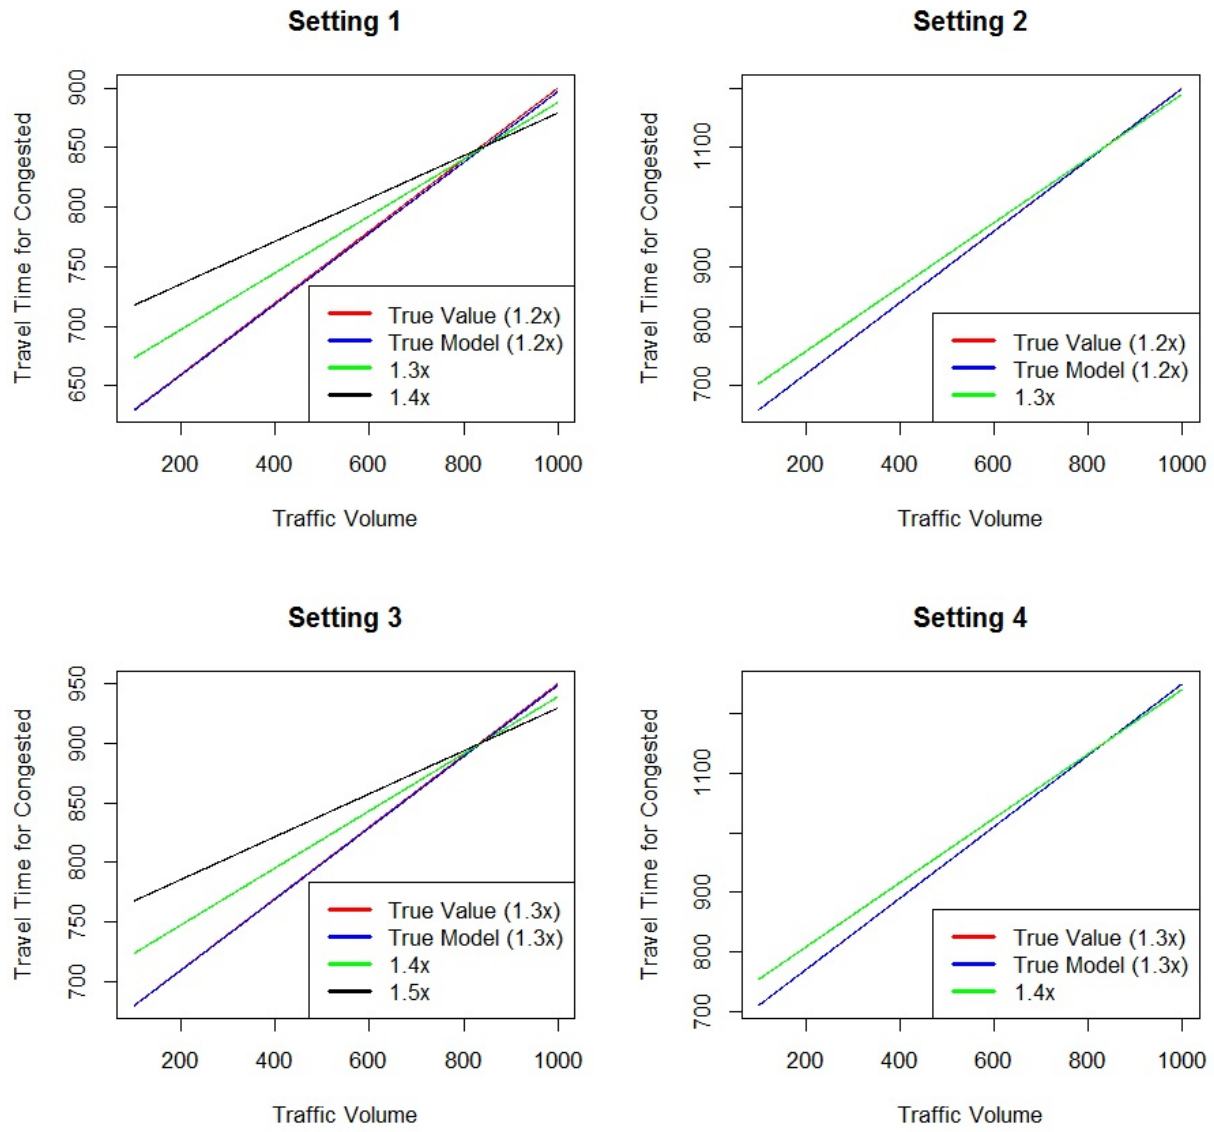 Setting 1
Travel Time for Congested
900
850
800
750
700
650
True Value (1.2x)
True Model (1.2x)
1.3x
1.4x
200 400 600 800 1000
Traffic Volume
Setting 2
Travel Time for Congested
1100
900
800
700
True Value (1.2x)
True Model (1.2x)
1.3x
200 400 600 800 1000
Traffic Volume
Setting 3
Travel Time for Congested
950
900
850
800
750
700
True Value (1.3x)
True Model (1.3x)
1.4x
1.5x
200 400 600 800 1000
Traffic Volume
Setting 4
Travel Time for Congested
1100
900
800
700
True Value (1.3x)
True Model (1.3x)
1.4x
200 400 600 800 1000
Traffic Volume